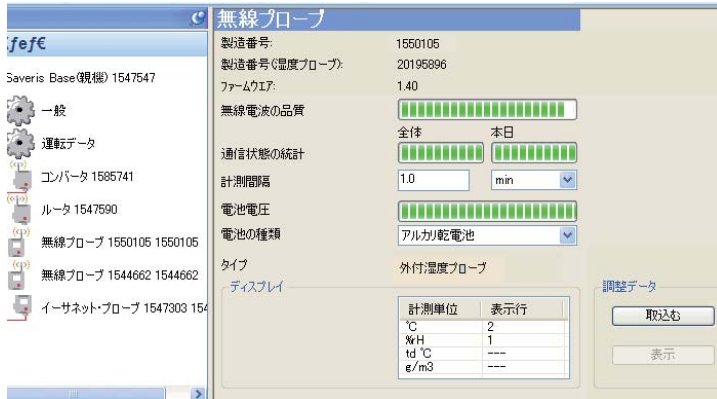 無線プローブ
ƒeƒ€
Saveris Base(親機) 1547547
一般
運転データ
コンバータ 1585741
ルータ 1547590
無線プローブ 1550105 1550105
無線プローブ 1544662 1544662
イーサネット・プローブ 1547303 154
製造番号: 1550105
製造番号(湿度プローブ): 20195896
ファームウエア: 1.40
無線電波の品質
全体 本日
通信状態の統計
計測間隔 1.0 min
電池電圧
電池の種類 アルカリ乾電池
タイプ 外付湿度プローブ
ディスプレイ
計測単位 表示行
℃ 2
%rH 1
td ℃ ---
g/m3 ---
調整データ
取込む
表示